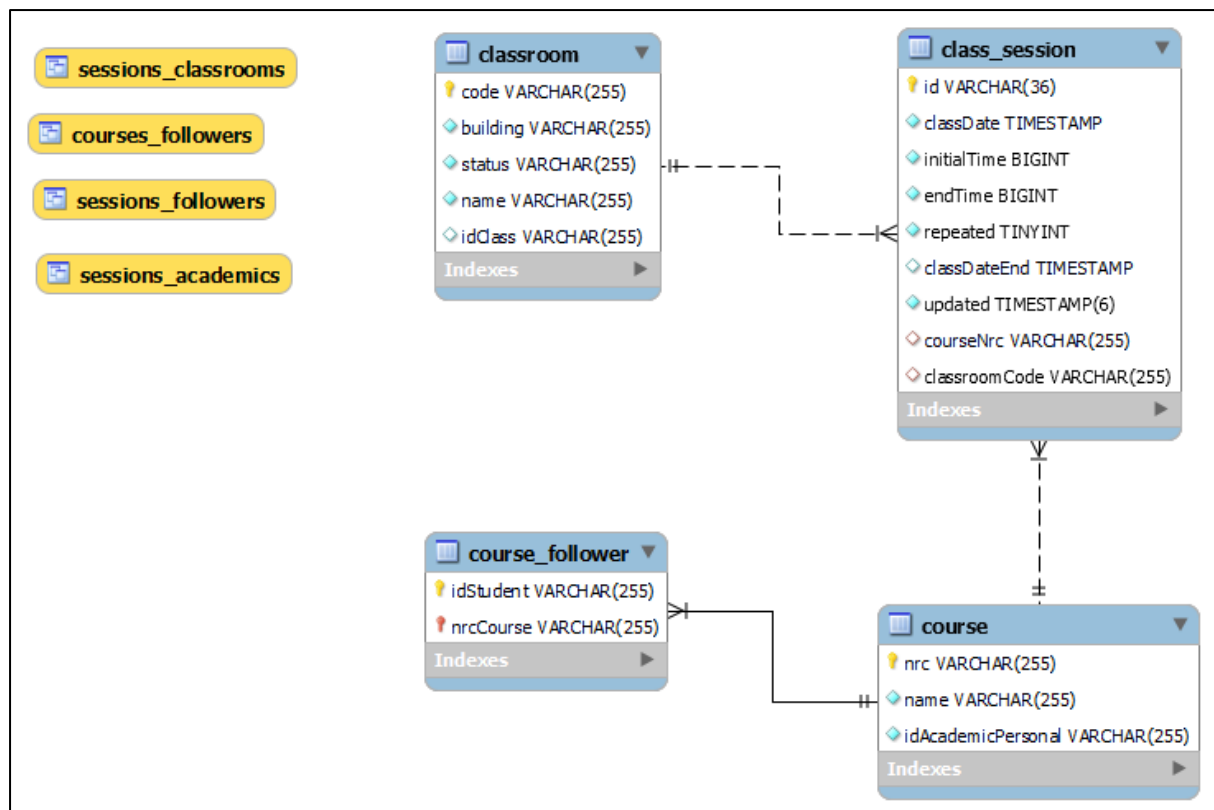 sessions_classrooms
courses_followers
sessions_followers
sessions_academics
classroom
code VARCHAR(255)
building VARCHAR(255)
status VARCHAR(255)
name VARCHAR(255)
idClass VARCHAR(255)
Indexes
class_session
id VARCHAR(36)
classDate TIMESTAMP
initialTime BIGINT
endTime BIGINT
repeated TINYINT
classDateEnd TIMESTAMP
updated TIMESTAMP(6)
courseNrc VARCHAR(255)
classroomCode VARCHAR(255)
Indexes
course_follower
idStudent VARCHAR(255)
nrcCourse VARCHAR(255)
Indexes
course
nrc VARCHAR(255)
name VARCHAR(255)
idAcademicPersonal VARCHAR(255)
Indexes